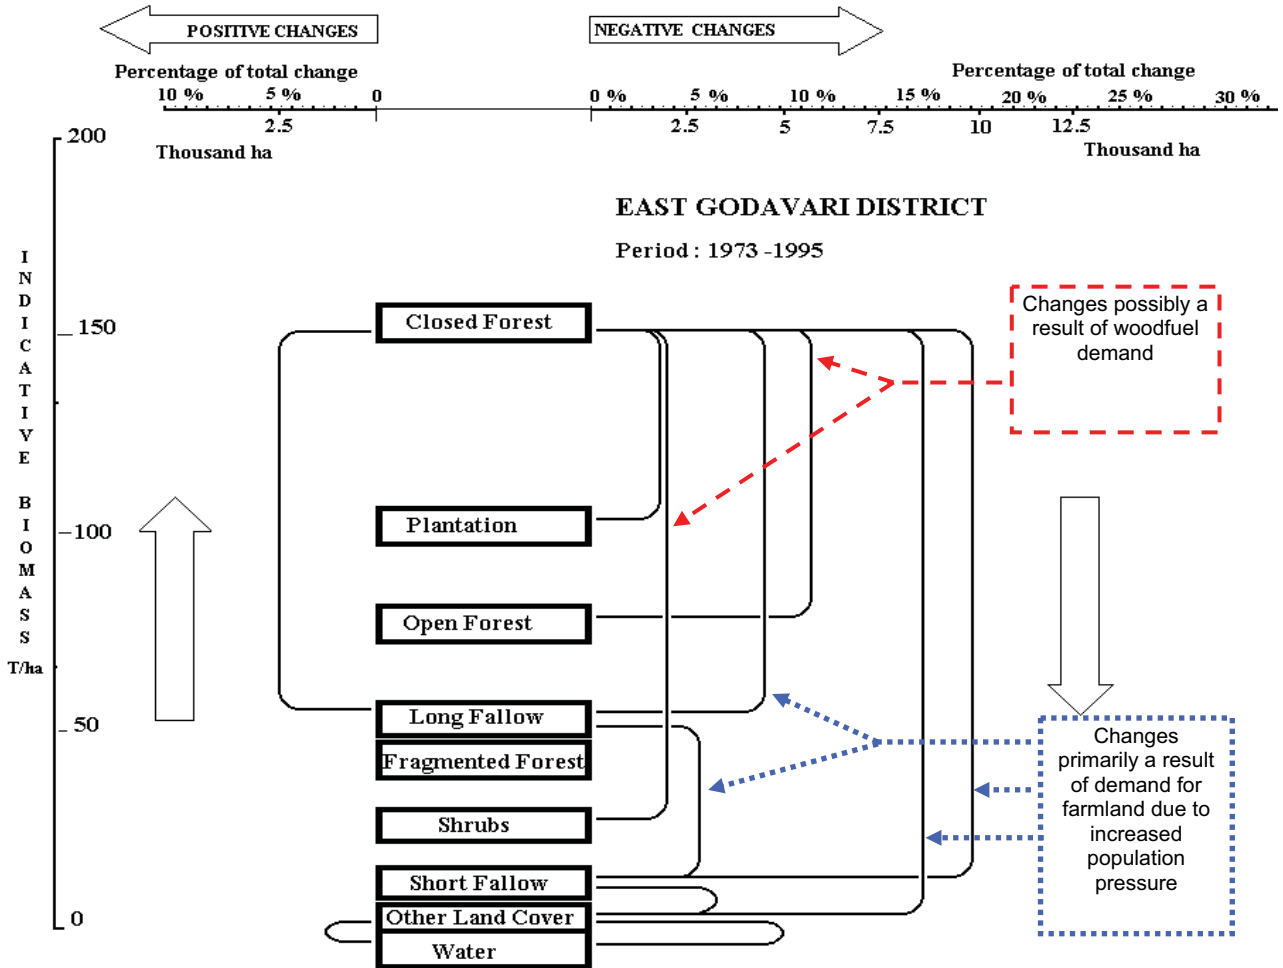 POSITIVE CHANGES
NEGATIVE CHANGES
Percentage of total change
Percentage of total change
10 % 5 % 0
0 % 5 % 10 % 15 % 20 % 25 % 30 %
2.5
2.5 5 7.5 10 12.5
Thousand ha
Thousand ha
200
150
100
50
0
INDICATIVE BIOMASS
T/ha
EAST GODAVARI DISTRICT
Period : 1973 -1995
Closed Forest
Plantation
Open Forest
Long Fallow
Fragmented Forest
Shrubs
Short Fallow
Other Land Cover
Water
Changes possibly a
result of woodfuel
demand
Changes
primarily a result
of demand for
farmland due to
increased
population
pressure